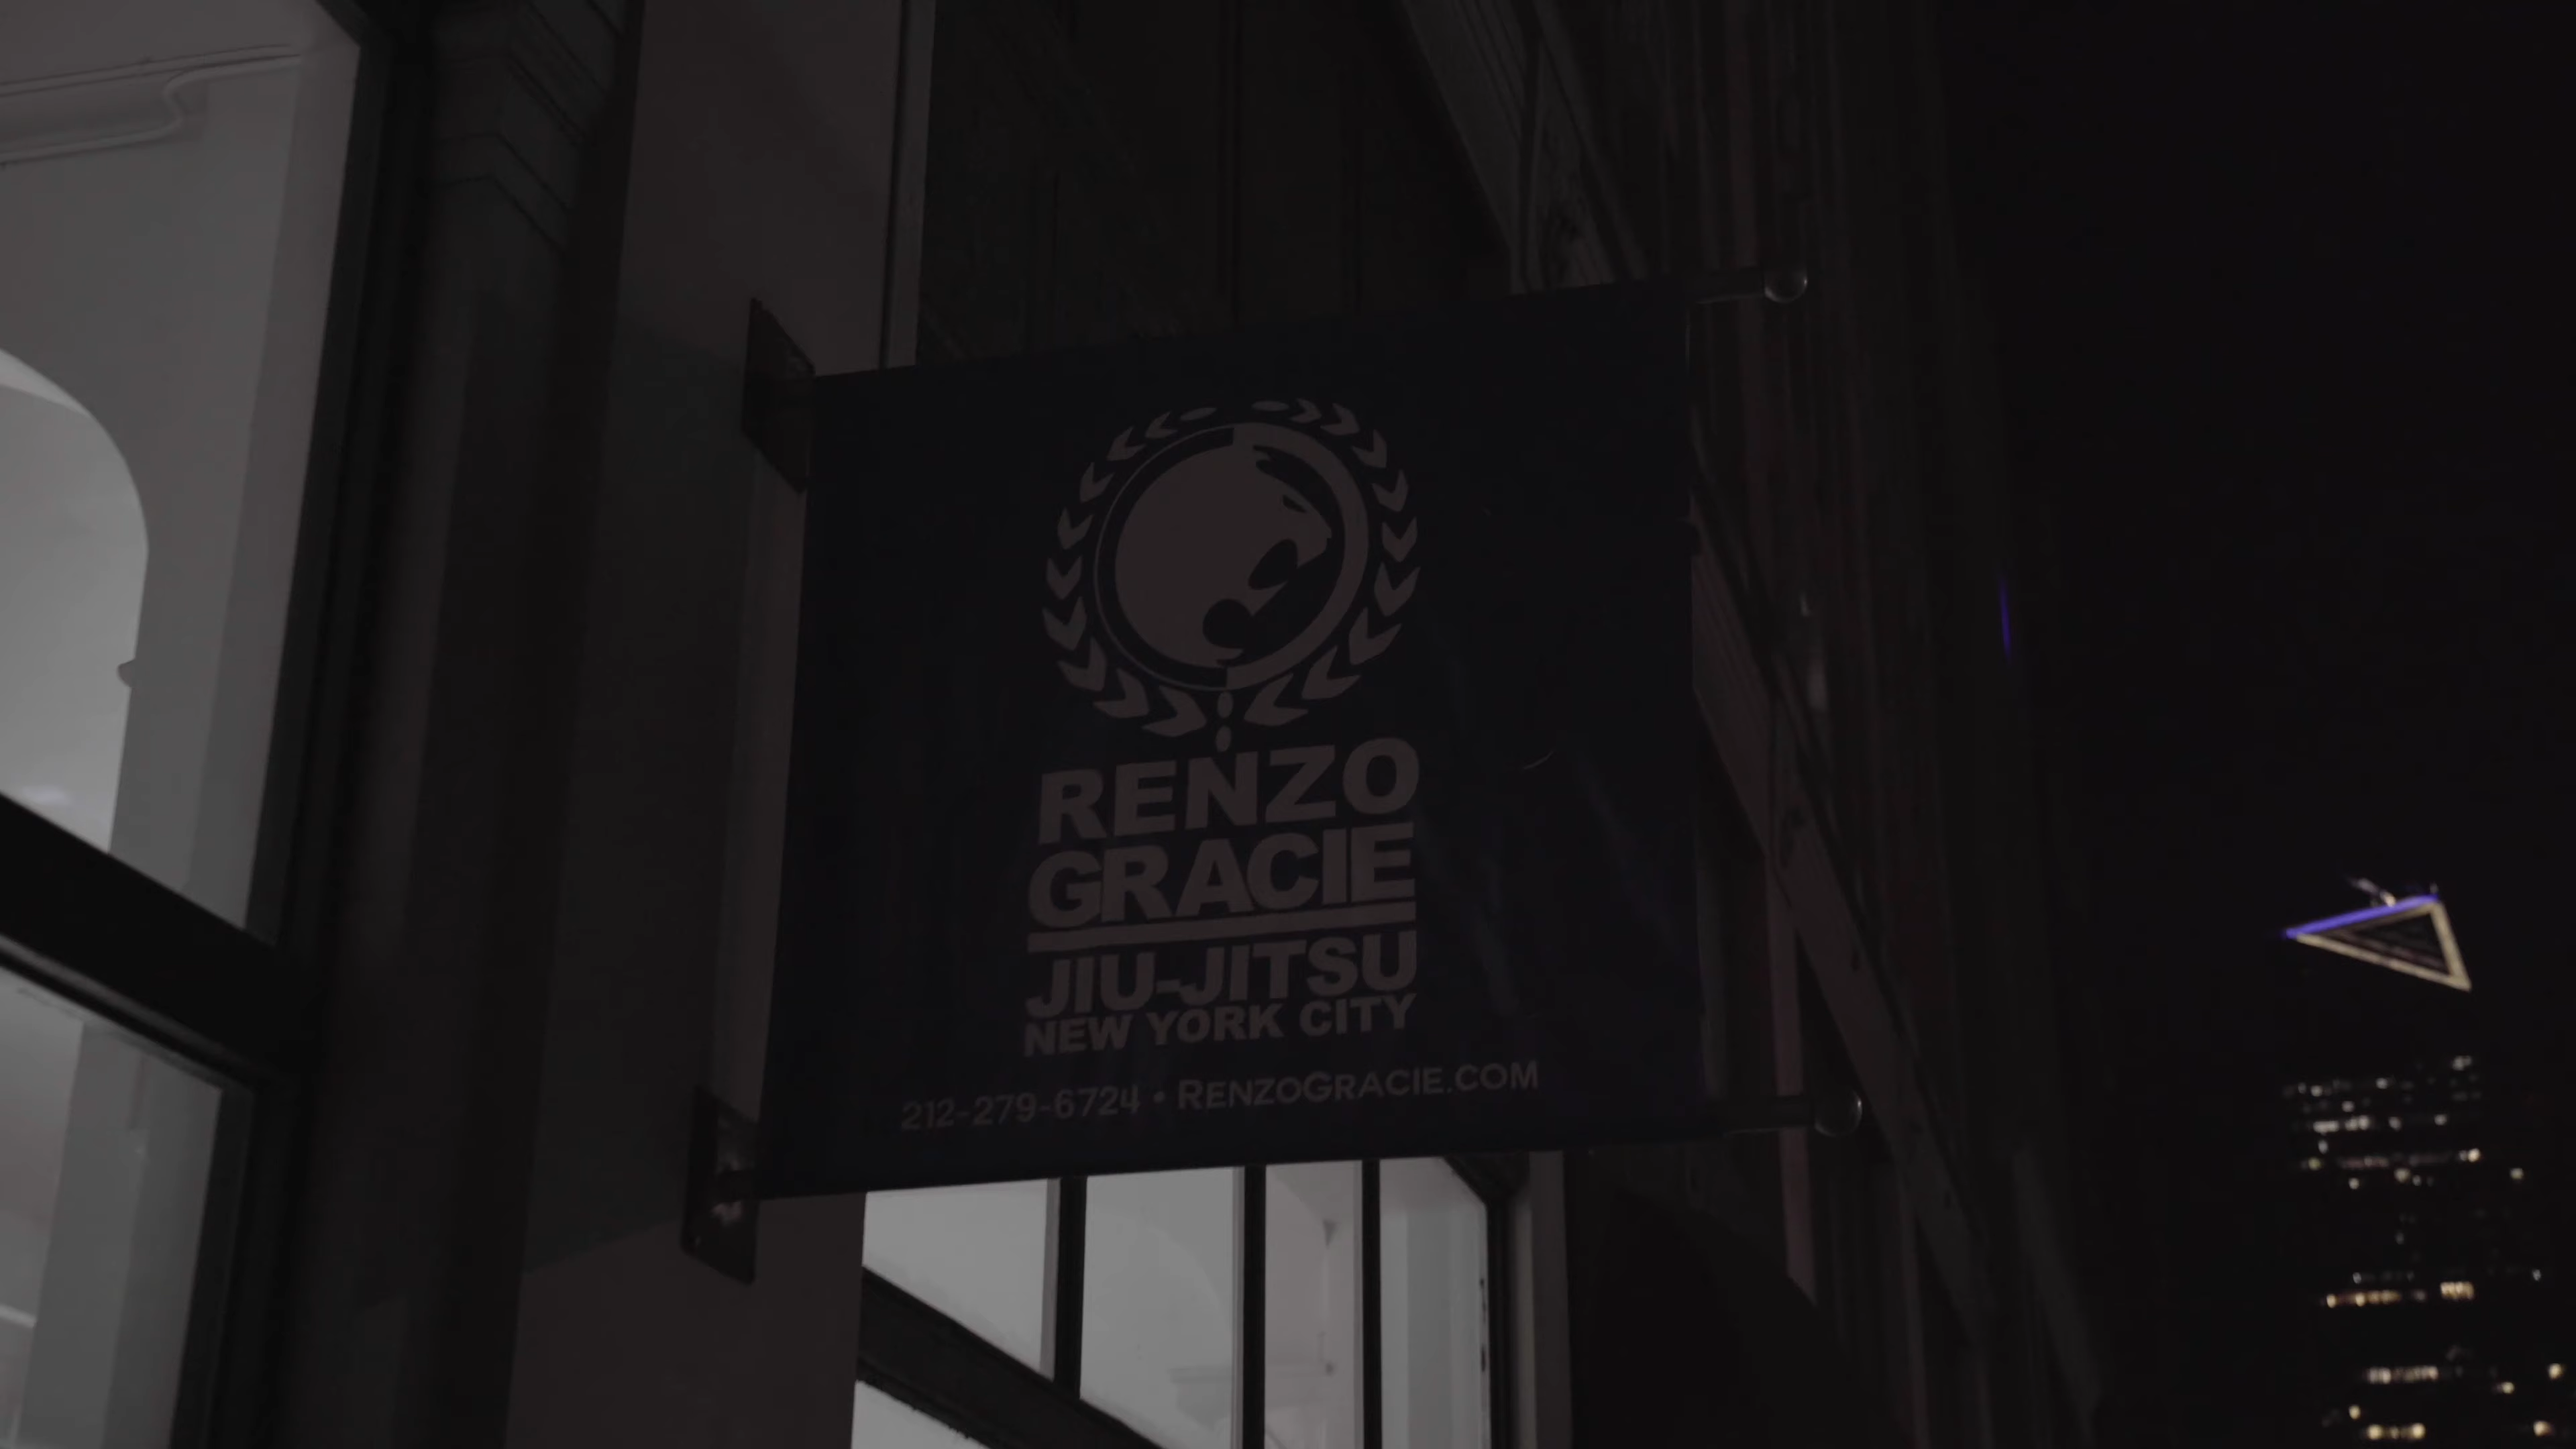 RENZO
GRACIE
JIU-JITSU
NEW YORK CITY
212-279-6724 • RENZOGRACIE.COM